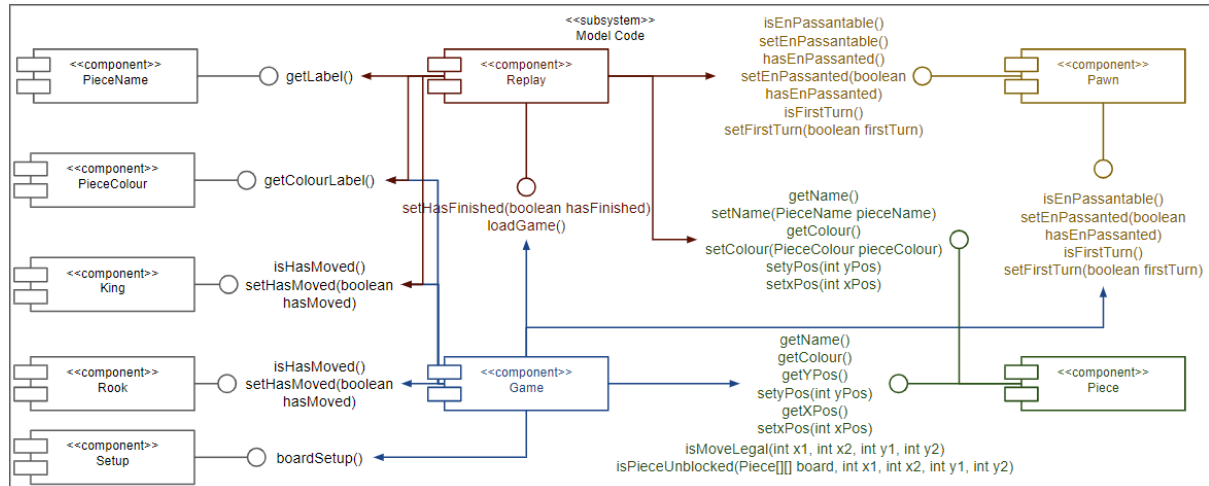 <<subsystem>>
Model Code
<<component>>
PieceName
getLabel()
<<component>>
Replay
isEnPassantable()
setEnPassantable()
hasEnPassanted()
setEnPassanted(boolean
hasEnPassanted)
isFirstTurn()
setFirstTurn(boolean firstTurn)
<<component>>
Pawn
<<component>>
PieceColour
getColourLabel()
setHasFinished(boolean hasFinished)
loadGame()
getName()
setName(PieceName pieceName)
getColour()
setColour(PieceColour pieceColour)
setyPos(int yPos)
setxPos(int xPos)
isEnPassantable()
setEnPassanted(boolean
hasEnPassanted)
isFirstTurn()
setFirstTurn(boolean firstTurn)
<<component>>
King
isHasMoved()
setHasMoved(boolean
hasMoved)
<<component>>
Rook
isHasMoved()
setHasMoved(boolean
hasMoved)
<<component>>
Game
getName()
getColour()
getYPos()
setyPos(int yPos)
getXPos()
setxPos(int xPos)
isMoveLegal(int x1, int x2, int y1, int y2)
isPieceUnblocked(Piece[][] board, int x1, int x2, int y1, int y2)
<<component>>
Piece
<<component>>
Setup
boardSetup()